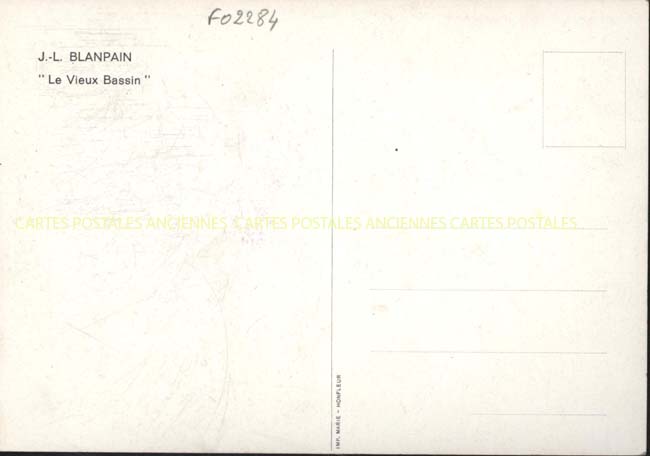 F02284
J.-L. BLANPAIN
" Le Vieux Bassin "
CARTES POSTALES ANCIENNES CARTES POSTALES ANCIENNES CARTES POSTALES
IMP. MARIE - HONFLEUR